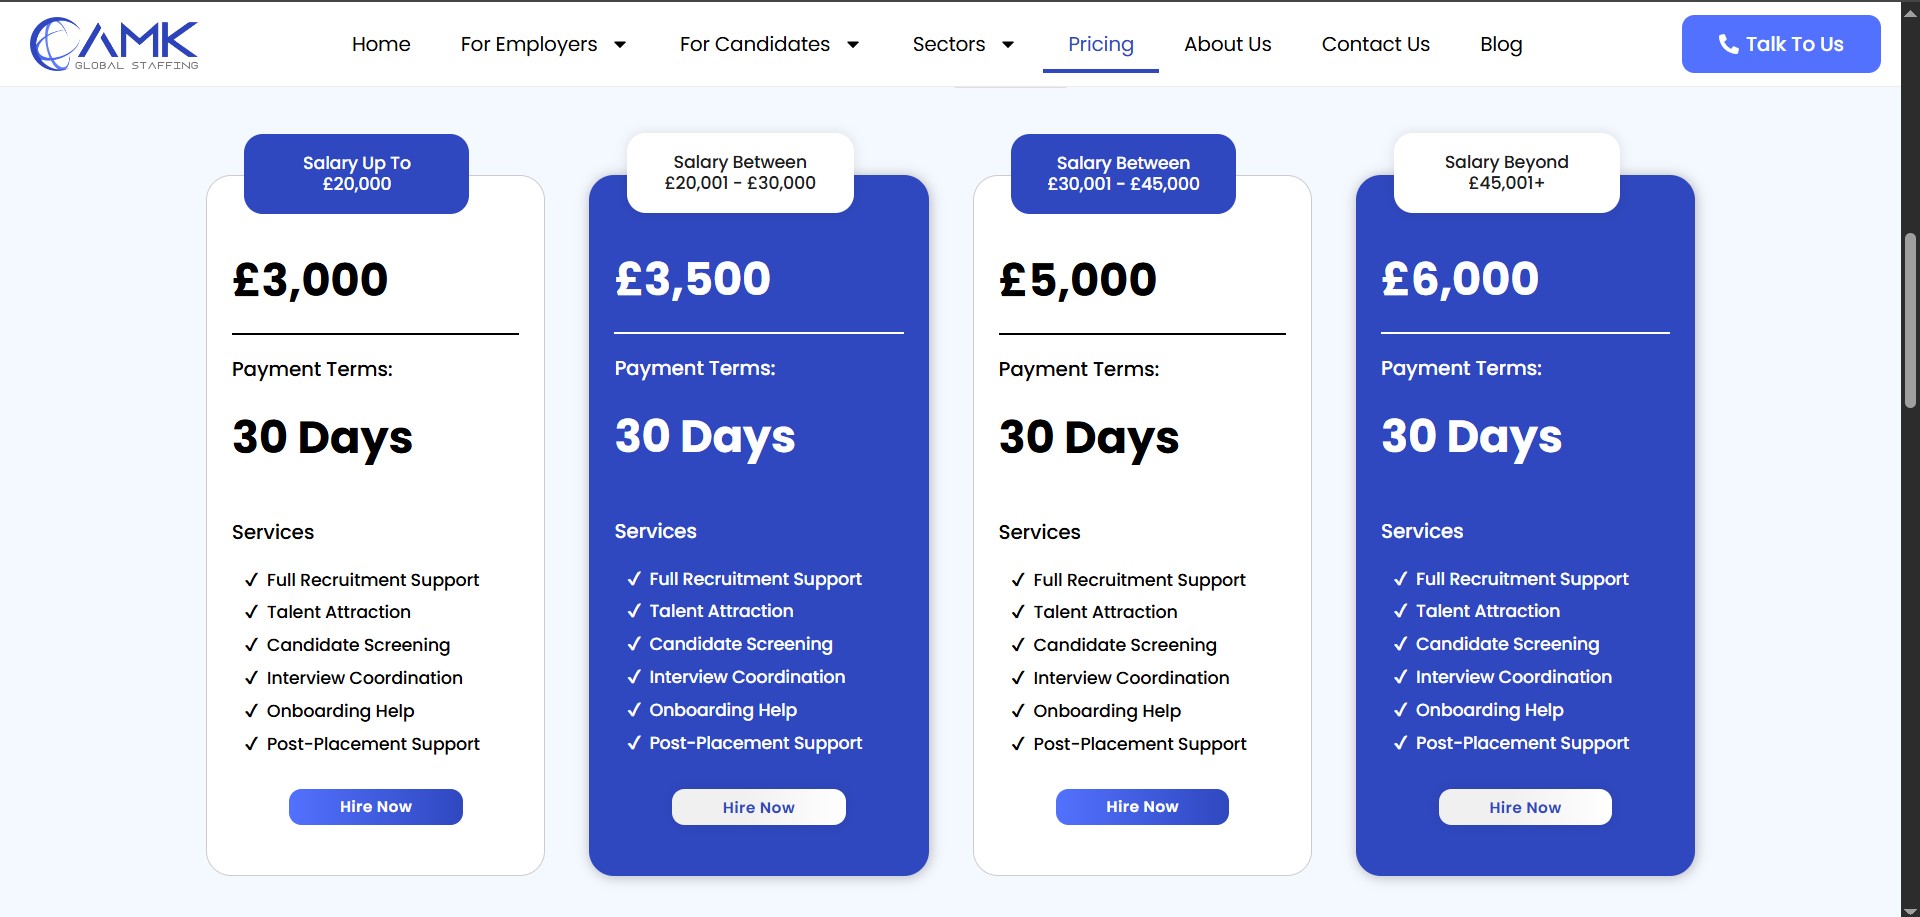 AMK
GLOBAL STAFFING
Home
For Employers
For Candidates
Sectors
Pricing
About Us
Contact Us
Blog
Talk To Us
Salary Up To
£20,000
£3,000
Payment Terms:
30 Days
Services
✓ Full Recruitment Support
✓ Talent Attraction
✓ Candidate Screening
✓ Interview Coordination
✓ Onboarding Help
✓ Post-Placement Support
Hire Now
Salary Between
£20,001 - £30,000
£3,500
Payment Terms:
30 Days
Services
✓ Full Recruitment Support
✓ Talent Attraction
✓ Candidate Screening
✓ Interview Coordination
✓ Onboarding Help
✓ Post-Placement Support
Hire Now
Salary Between
£30,001 - £45,000
£5,000
Payment Terms:
30 Days
Services
✓ Full Recruitment Support
✓ Talent Attraction
✓ Candidate Screening
✓ Interview Coordination
✓ Onboarding Help
✓ Post-Placement Support
Hire Now
Salary Beyond
£45,001+
£6,000
Payment Terms:
30 Days
Services
✓ Full Recruitment Support
✓ Talent Attraction
✓ Candidate Screening
✓ Interview Coordination
✓ Onboarding Help
✓ Post-Placement Support
Hire Now